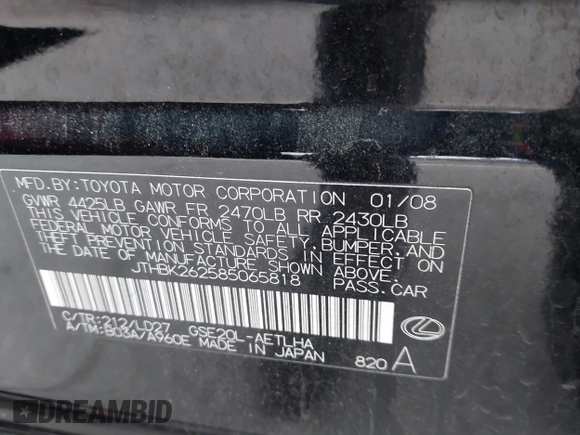 MFD.BY:TOYOTA MOTOR CORPORATION 01/08
GVWR 4425LB GAWR FR 2470LB RR 2430LB
THIS VEHICLE CONFORMS TO ALL APPLICABLE
FEDERAL MOTOR VEHICLE SAFETY, BUMPER, AND
THEFT PREVENTION STANDARDS IN EFFECT ON
THE DATE OF MANUFACTURE SHOWN ABOVE.
JTHBK262585065818 PASS.CAR
C/TR:212/LD27 GSE20L-AETLHA
A/TM:B03A/A960E MADE IN JAPAN 820 A
DREAMBID